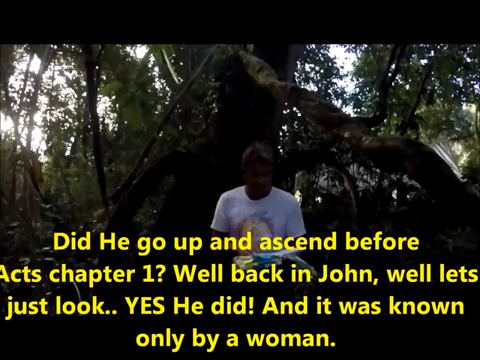 Did He go up and ascend before
Acts chapter 1? Well back in John, well lets
just look.. YES He did! And it was known
only by a woman.